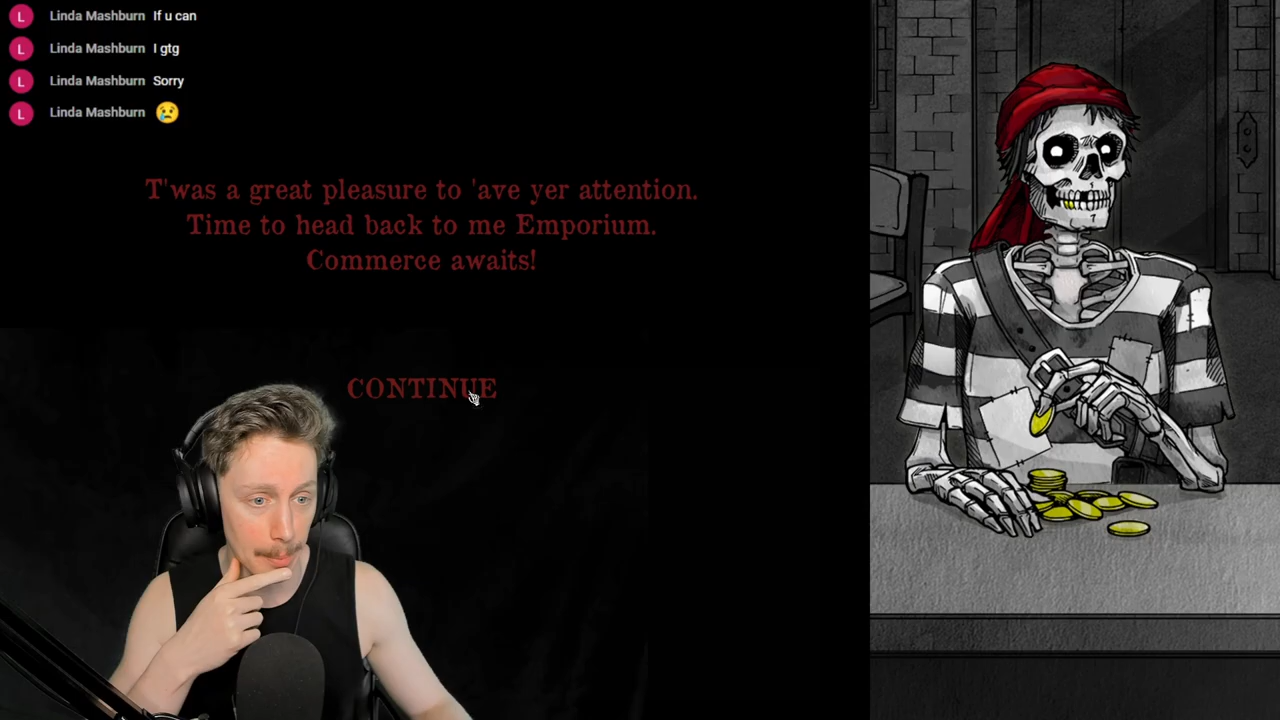 L Linda Mashburn If u can
L Linda Mashburn I gtg
L Linda Mashburn Sorry
L Linda Mashburn 😢
T'was a great pleasure to 'ave yer attention.
Time to head back to me Emporium.
Commerce awaits!
CONTINUE